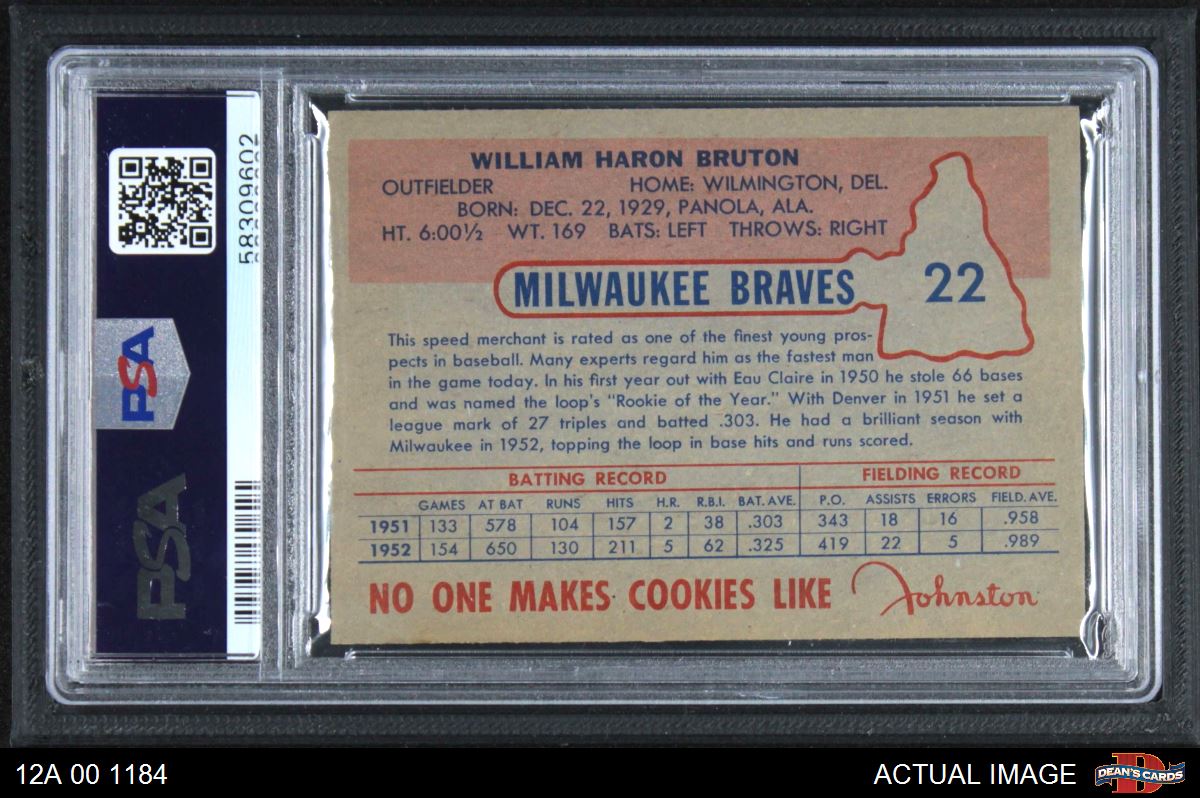 WILLIAM HARON BRUTON
OUTFIELDER HOME: WILMINGTON, DEL.
BORN: DEC. 22, 1929, PANOLA, ALA.
HT. 6:00½ WT. 169 BATS: LEFT THROWS: RIGHT
MILWAUKEE BRAVES
22
This speed merchant is rated as one of the finest young pros-
pects in baseball. Many experts regard him as the fastest man
in the game today. In his first year out with Eau Claire in 1950 he stole 66 bases
and was named the loop's "Rookie of the Year." With Denver in 1951 he set a
league mark of 27 triples and batted .303. He had a brilliant season with
Milwaukee in 1952, topping the loop in base hits and runs scored.
BATTING RECORD FIELDING RECORD
GAMES AT BAT RUNS HITS H.R. R.B.I. BAT. AVE. P.O. ASSISTS ERRORS FIELD. AVE.
1951 133 578 104 157 2 38 .303 343 18 16 .958
1952 154 650 130 211 5 62 .325 419 22 5 .989
NO ONE MAKES COOKIES LIKE Johnston
58309602
PSA
PSA
12A 00 1184
ACTUAL IMAGE
DEAN'S CARDS